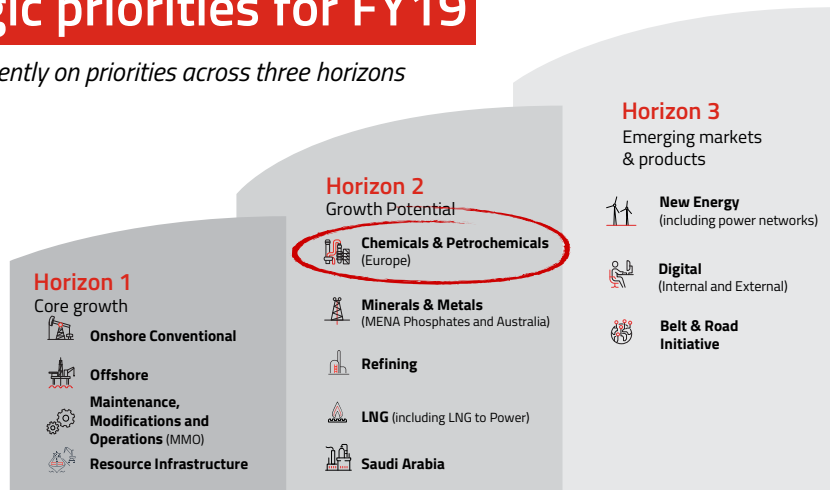 gic priorities for FY19
ently on priorities across three horizons
Horizon 1
Core growth
Onshore Conventional
Offshore
Maintenance,
Modifications and
Operations (MMO)
Resource Infrastructure
Horizon 2
Growth Potential
Chemicals & Petrochemicals
(Europe)
Minerals & Metals
(MENA Phosphates and Australia)
Refining
LNG (including LNG to Power)
Saudi Arabia
Horizon 3
Emerging markets
& products
New Energy
(including power networks)
Digital
(Internal and External)
Belt & Road
Initiative